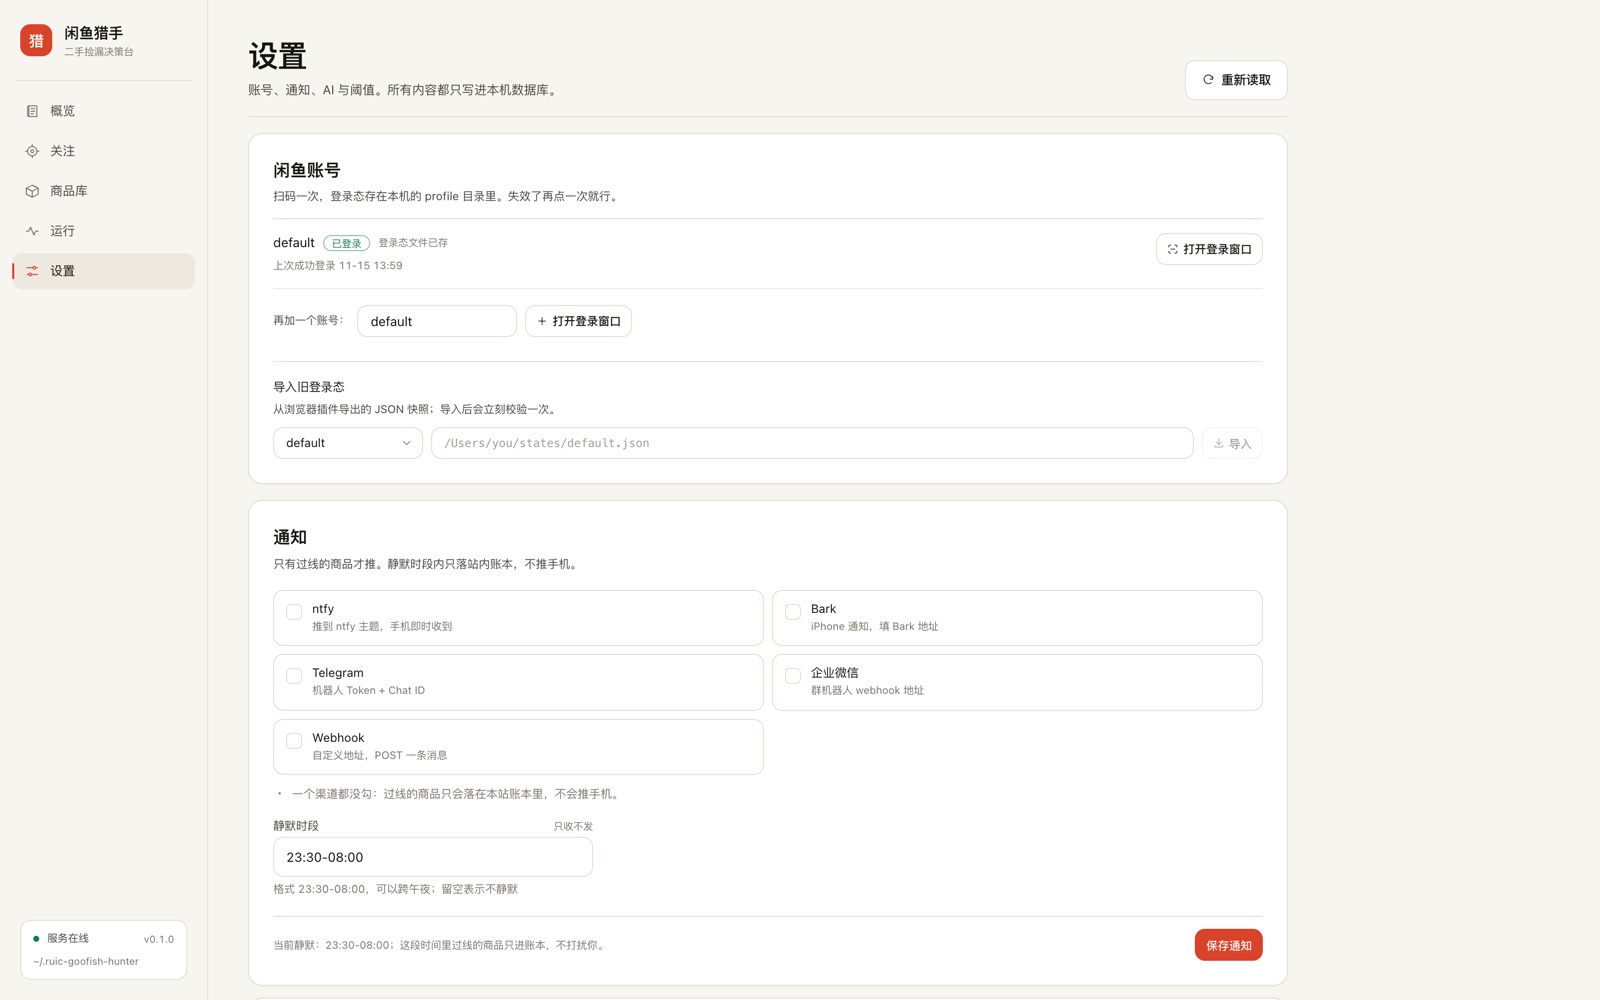 猎
闲鱼猎手
二手捡漏决策台
概览
关注
商品库
运行
设置
服务在线 v0.1.0
~/.ruic-goofish-hunter
设置
账号、通知、AI 与阈值。所有内容都只写进本机数据库。
重新读取
闲鱼账号
扫码一次，登录态存在本机的 profile 目录里。失效了再点一次就行。
default 已登录 登录态文件已存
上次成功登录 11-15 13:59
打开登录窗口
再加一个账号： default + 打开登录窗口
导入旧登录态
从浏览器插件导出的 JSON 快照；导入后会立刻校验一次。
default /Users/you/states/default.json 导入
通知
只有过线的商品才推。静默时段内只落站内账本，不推手机。
ntfy
推到 ntfy 主题，手机即时收到
Bark
iPhone 通知，填 Bark 地址
Telegram
机器人 Token + Chat ID
企业微信
群机器人 webhook 地址
Webhook
自定义地址，POST 一条消息
· 一个渠道都没勾：过线的商品只会落在本站账本里，不会推手机。
静默时段 只收不发
23:30-08:00
格式 23:30-08:00，可以跨午夜；留空表示不静默
当前静默：23:30-08:00；这段时间里过线的商品只进账本，不打扰你。
保存通知